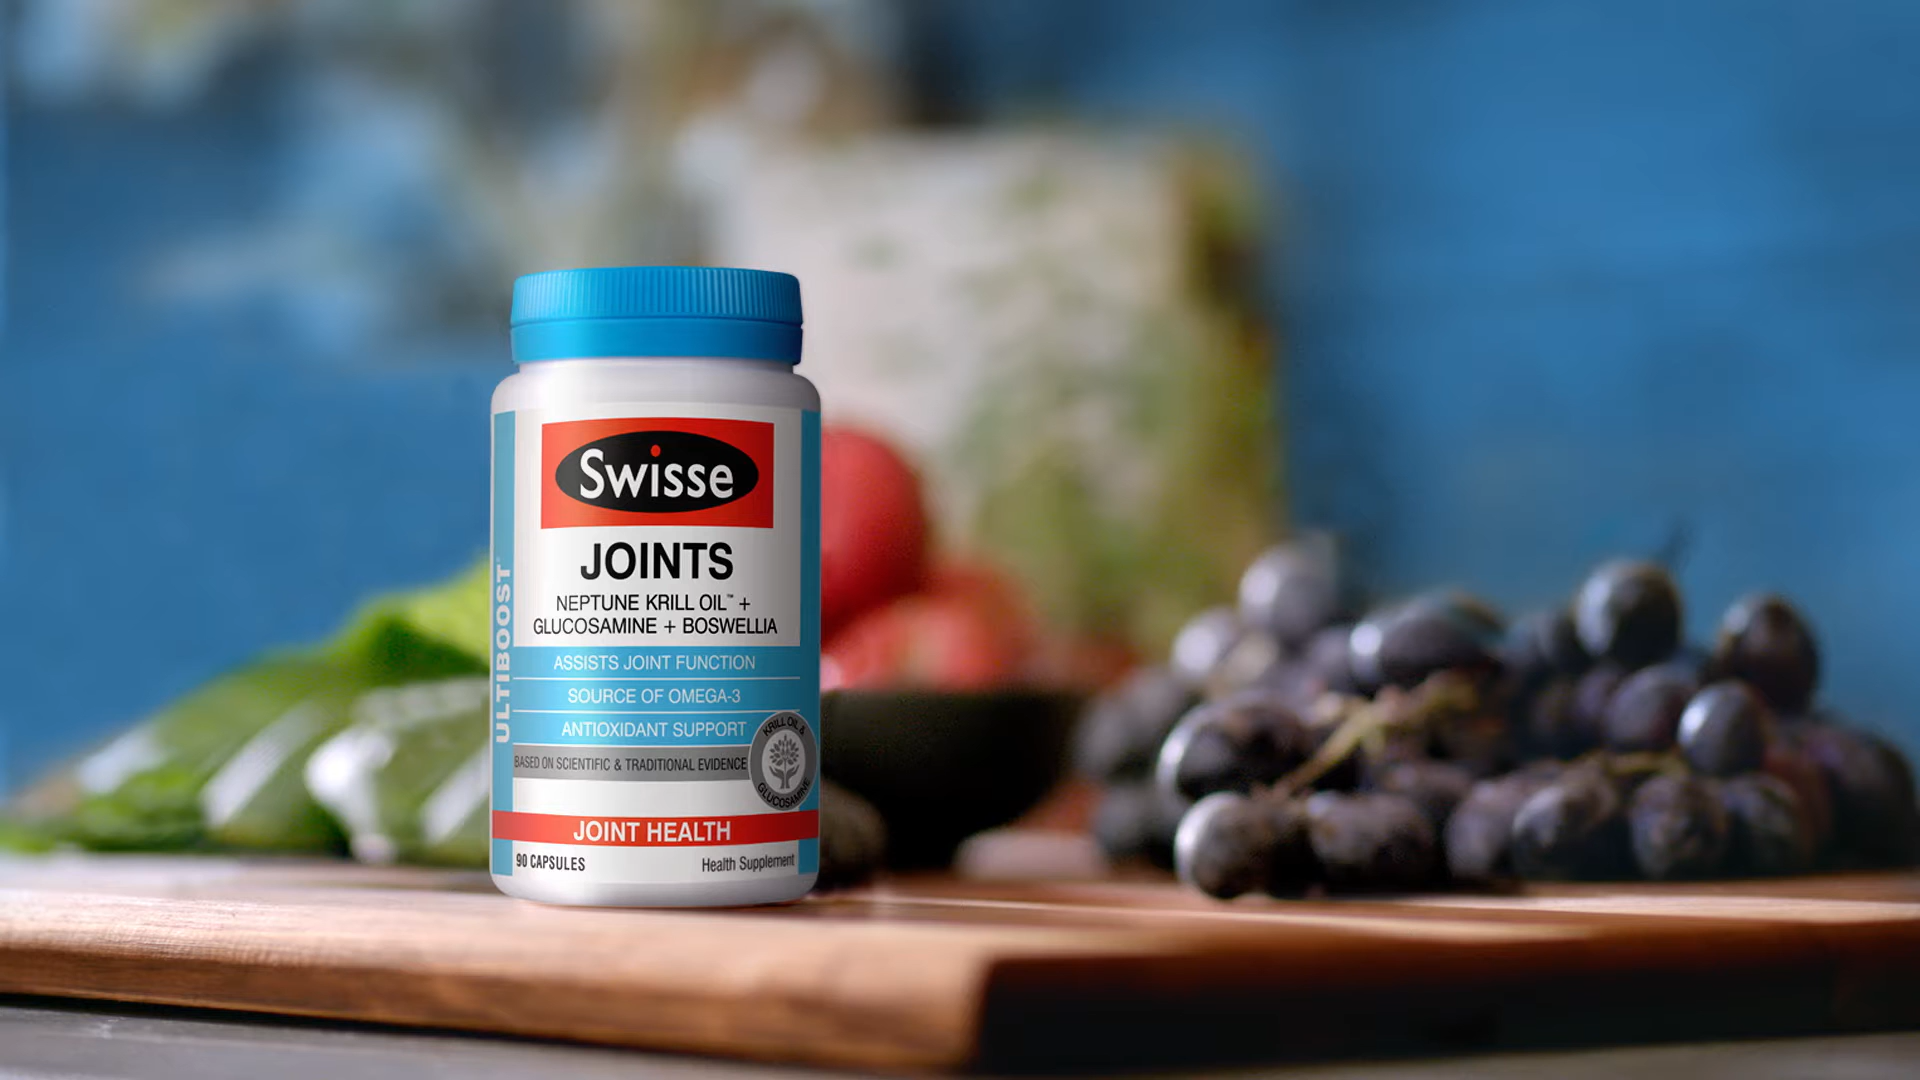 Swisse
JOINTS
NEPTUNE KRILL OIL™ +
GLUCOSAMINE + BOSWELLIA
ASSISTS JOINT FUNCTION
SOURCE OF OMEGA-3
ANTIOXIDANT SUPPORT
BASED ON SCIENTIFIC & TRADITIONAL EVIDENCE
KRILL OIL &
GLUCOSAMINE
ULTIBOOST
JOINT HEALTH
90 CAPSULES
Health Supplement